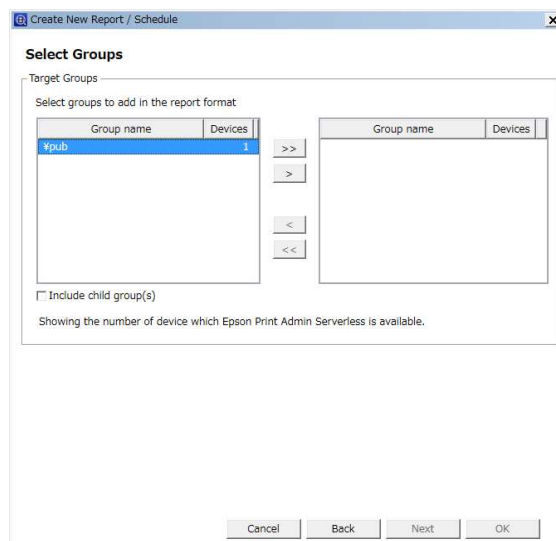 Create New Report / Schedule
Select Groups
Target Groups
Select groups to add in the report format
Group name Devices
Group name Devices
¥pub 1
>>
>
<
<<
Include child group(s)
Showing the number of device which Epson Print Admin Serverless is available.
Cancel Back Next OK